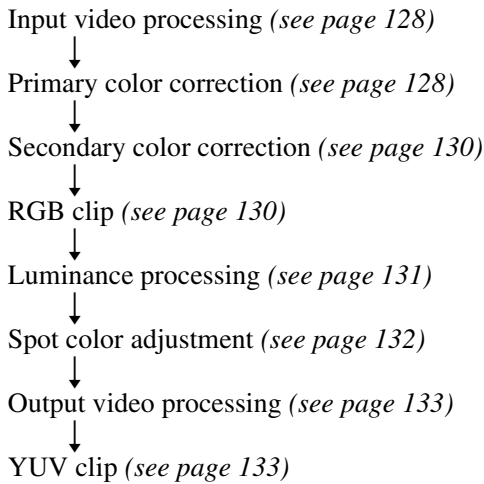 Input video processing (see page 128)
Primary color correction (see page 128)
Secondary color correction (see page 130)
RGB clip (see page 130)
Luminance processing (see page 131)
Spot color adjustment (see page 132)
Output video processing (see page 133)
YUV clip (see page 133)